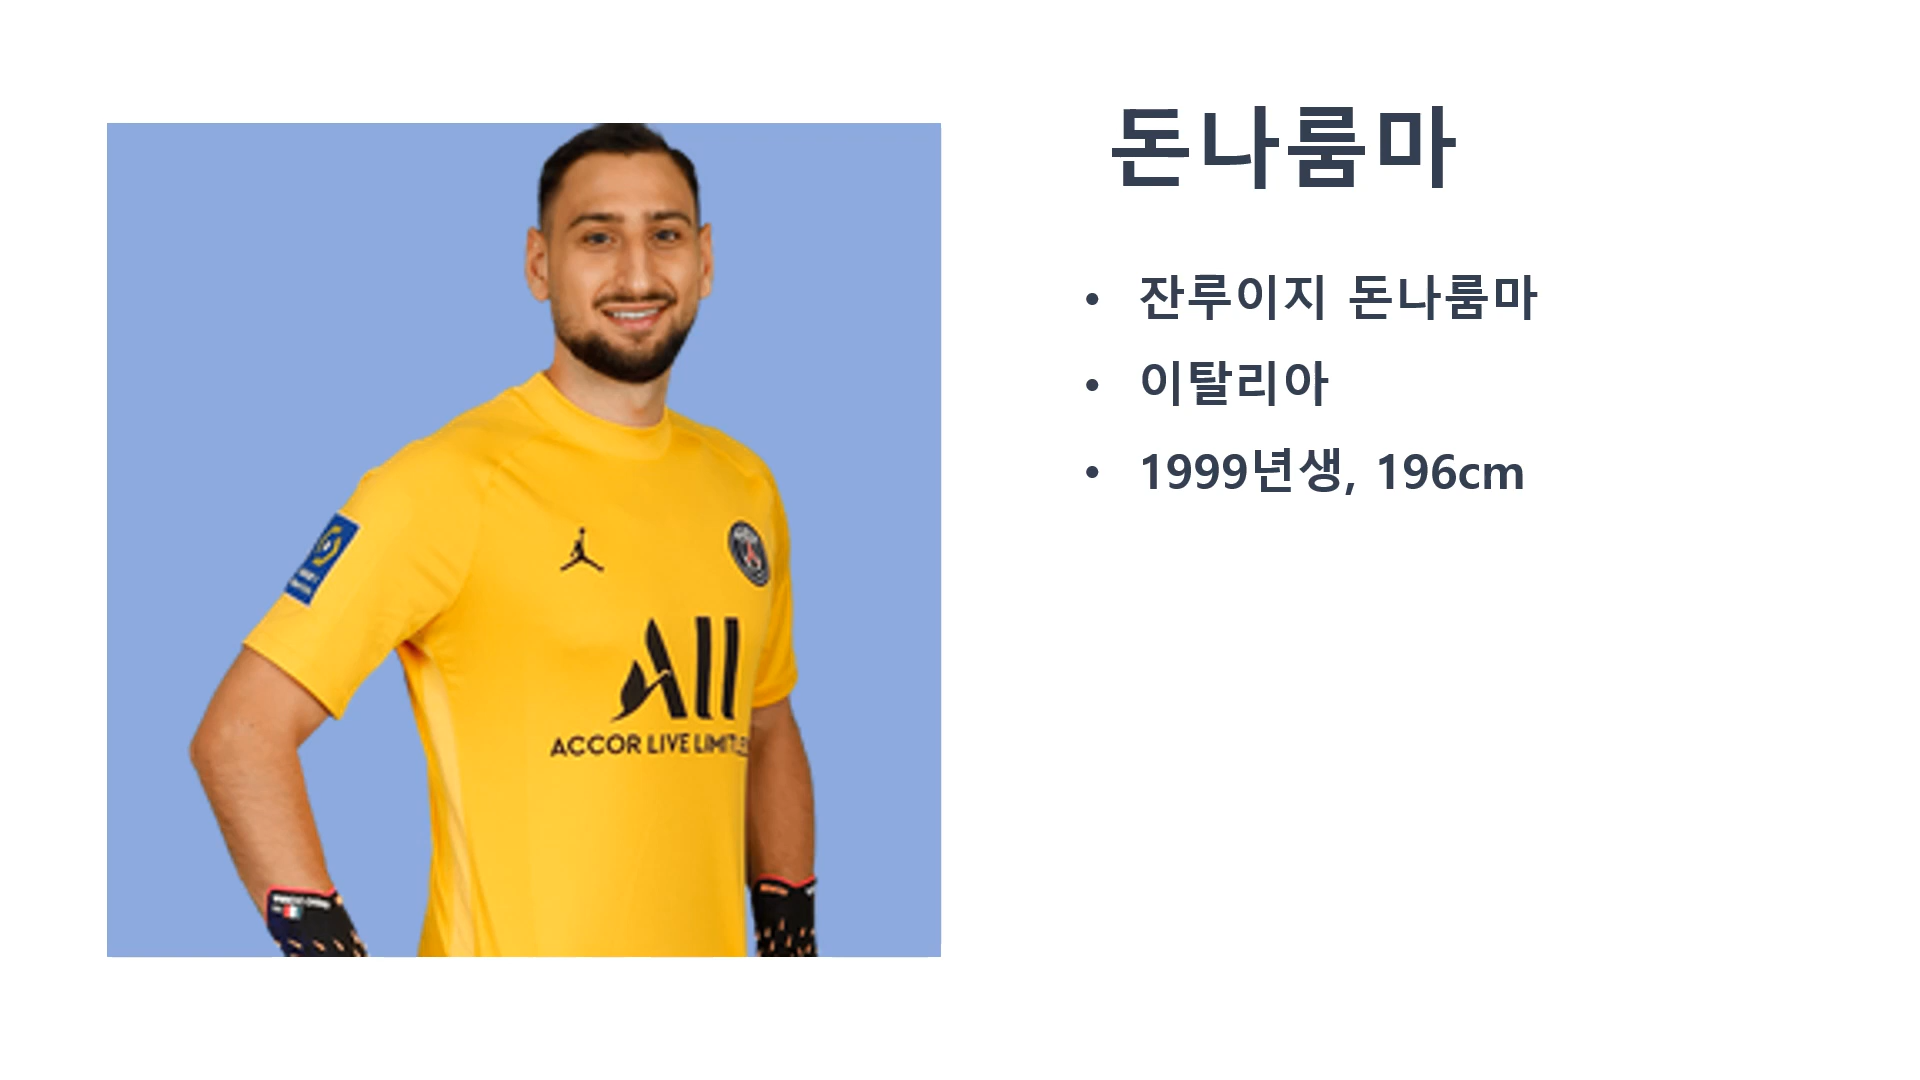 돈나룸마
• 잔루이지 돈나룸마
• 이탈리아
• 1999년생, 196cm
ALL
ACCOR LIVE